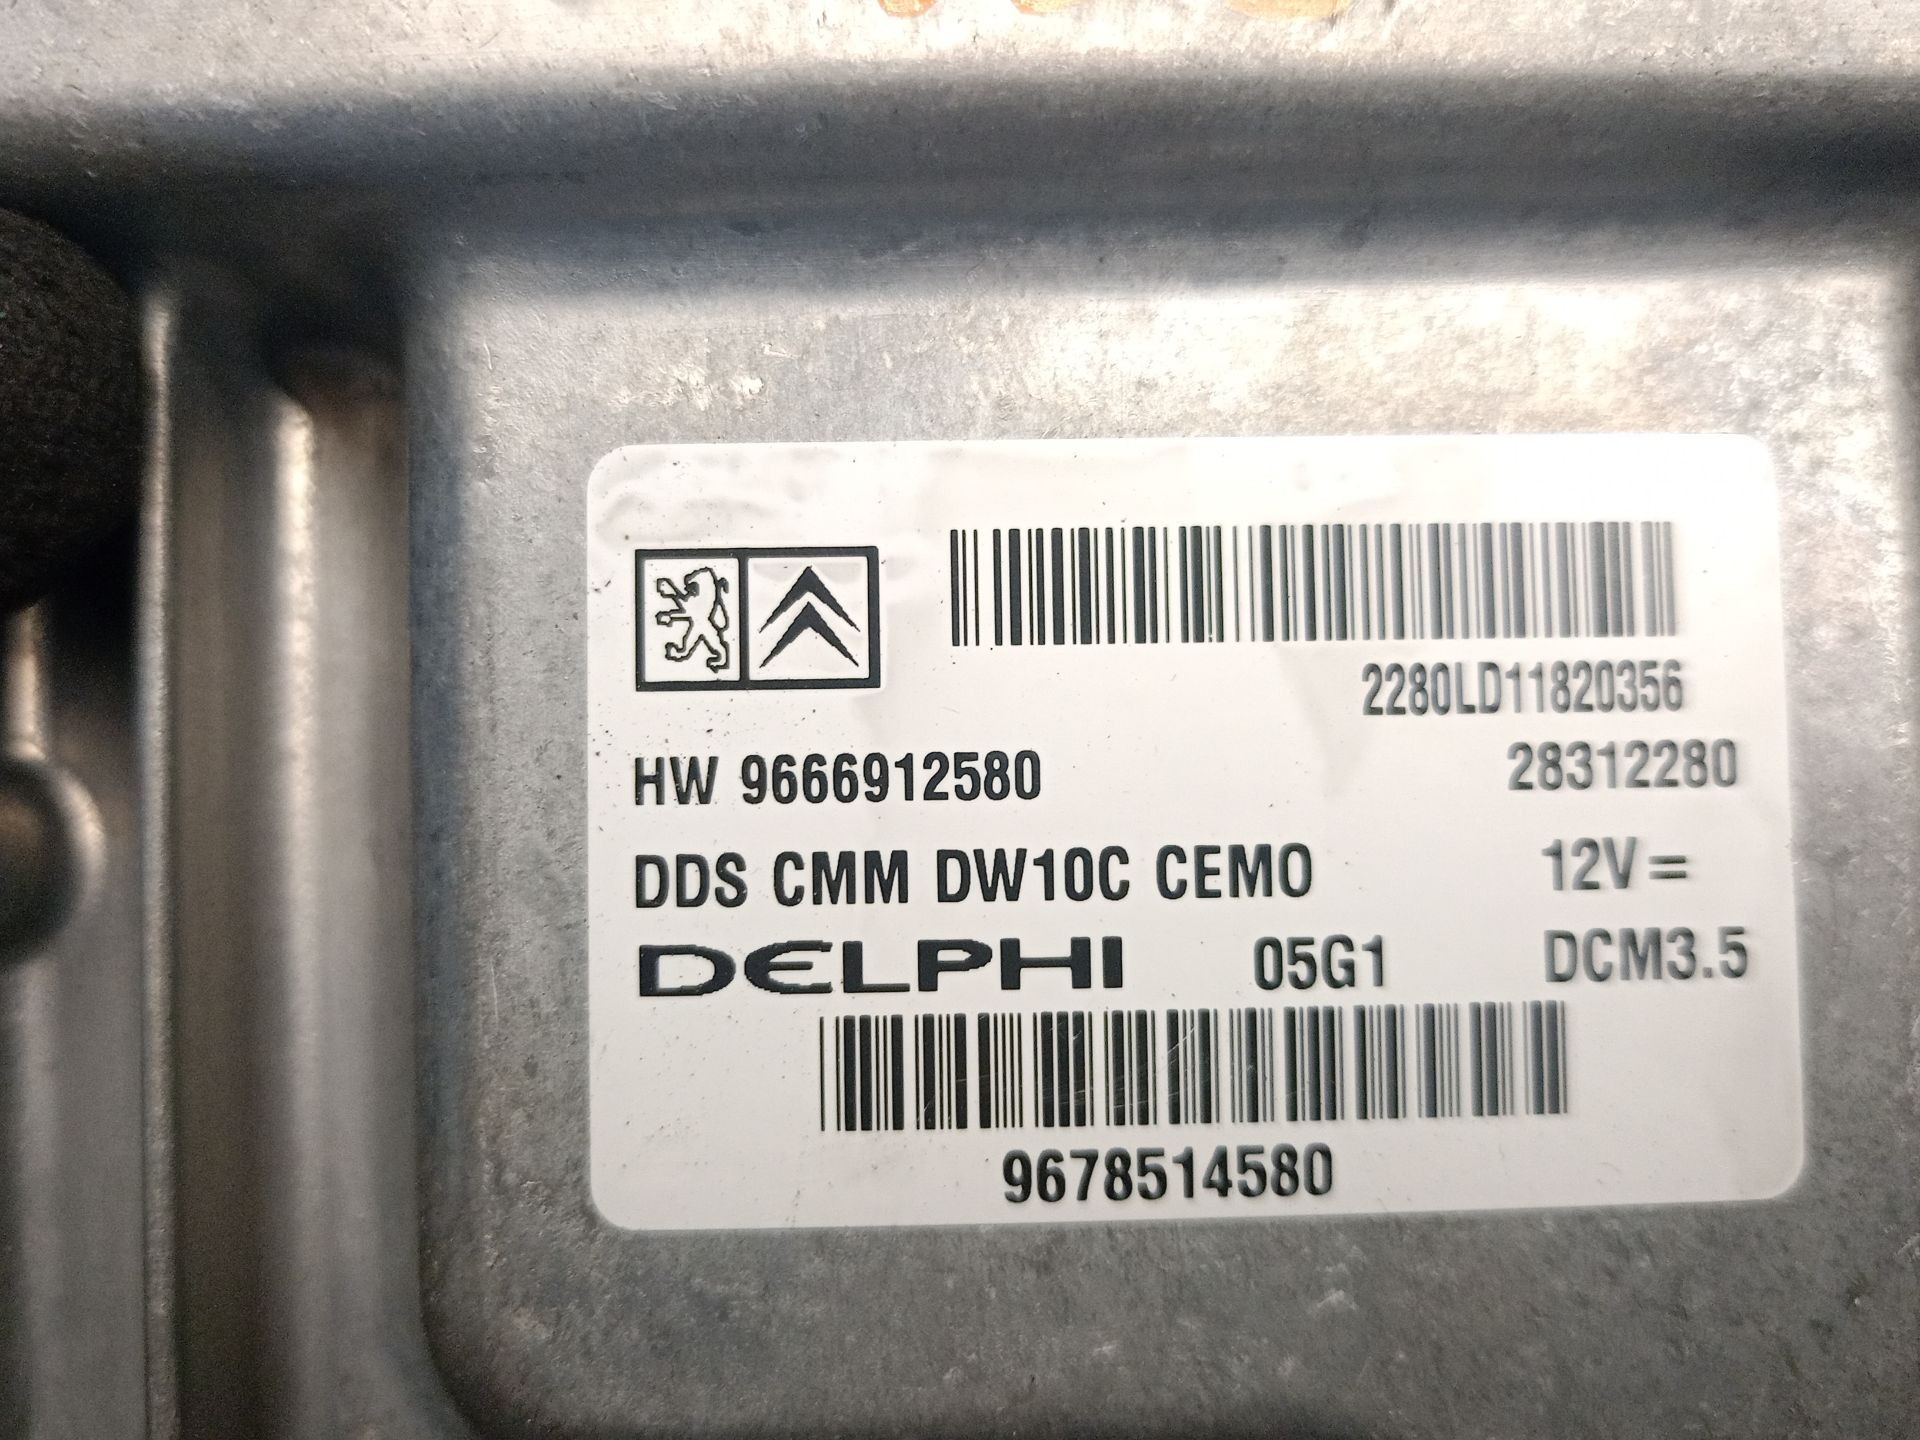 2280LD11820356
HW 9666912580 28312280
DDS CMM DW10C CEMO 12V =
DELPHI 05G1 DCM3.5
9678514580